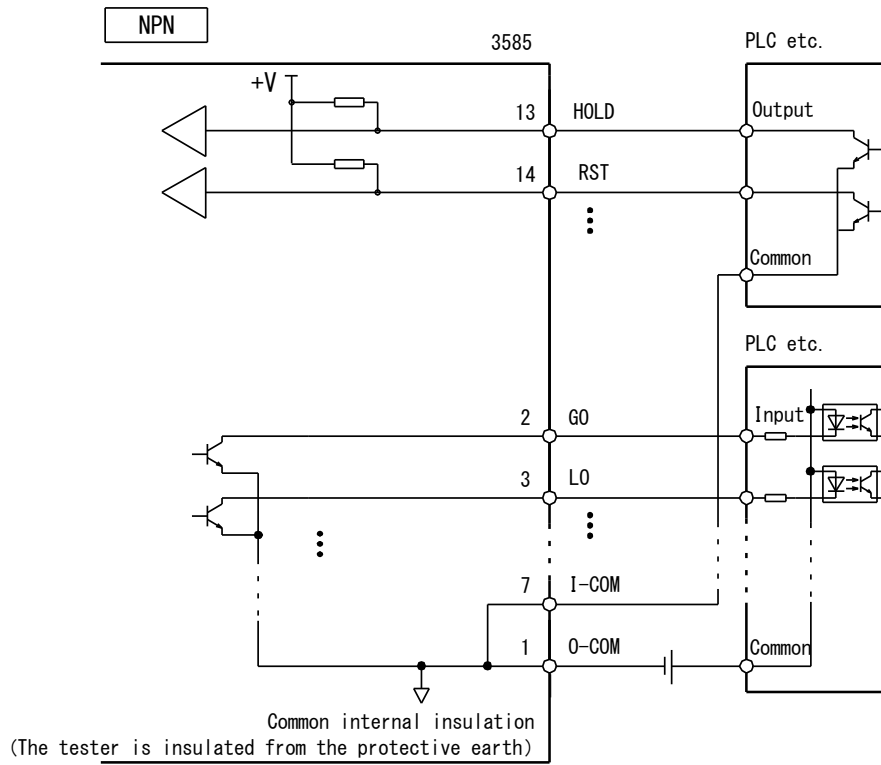 NPN
3585
PLC etc.
+V
13 HOLD
Output
14 RST
Common
PLC etc.
2 GO
Input
3 LO
7 I-COM
1 O-COM
Common
Common internal insulation
(The tester is insulated from the protective earth)